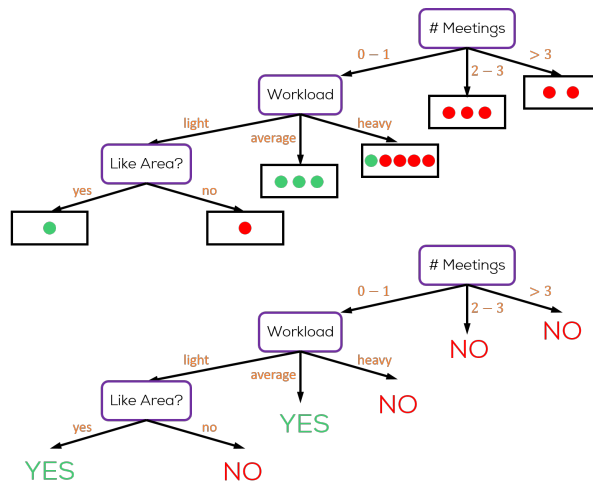 # Meetings
0 – 1
2 – 3
> 3
Workload
light
average
heavy
Like Area?
yes
no
# Meetings
0 – 1
2 – 3
> 3
NO
NO
Workload
light
average
heavy
NO
YES
Like Area?
yes
no
YES
NO